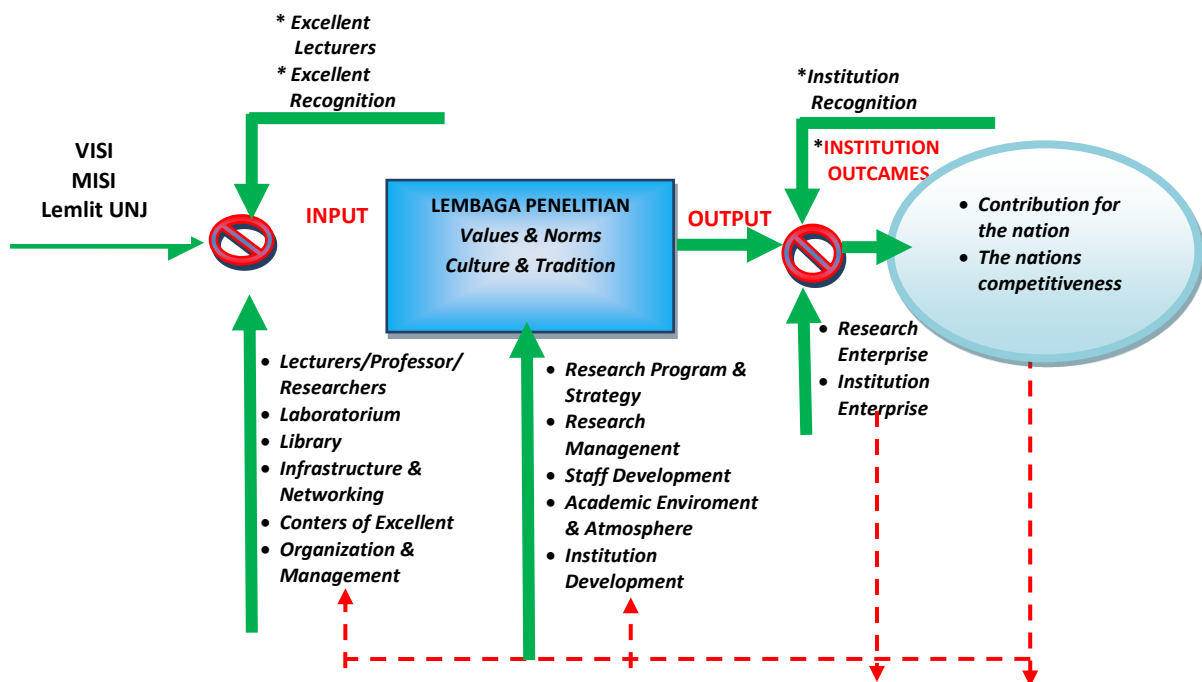 * Excellent
Lecturers
* Excellent
Recognition
VISI
MISI
Lemlit UNJ
INPUT
LEMBAGA PENELITIAN
Values & Norms
Culture & Tradition
OUTPUT
*Institution
Recognition
*INSTITUTION
OUTCAMES
• Contribution for
the nation
• The nations
competitiveness
• Lecturers/Professor/
Researchers
• Laboratorium
• Library
• Infrastructure &
Networking
• Conters of Excellent
• Organization &
Management
• Research Program &
Strategy
• Research
Managenent
• Staff Development
• Academic Enviroment
& Atmosphere
• Institution
Development
• Research
Enterprise
• Institution
Enterprise